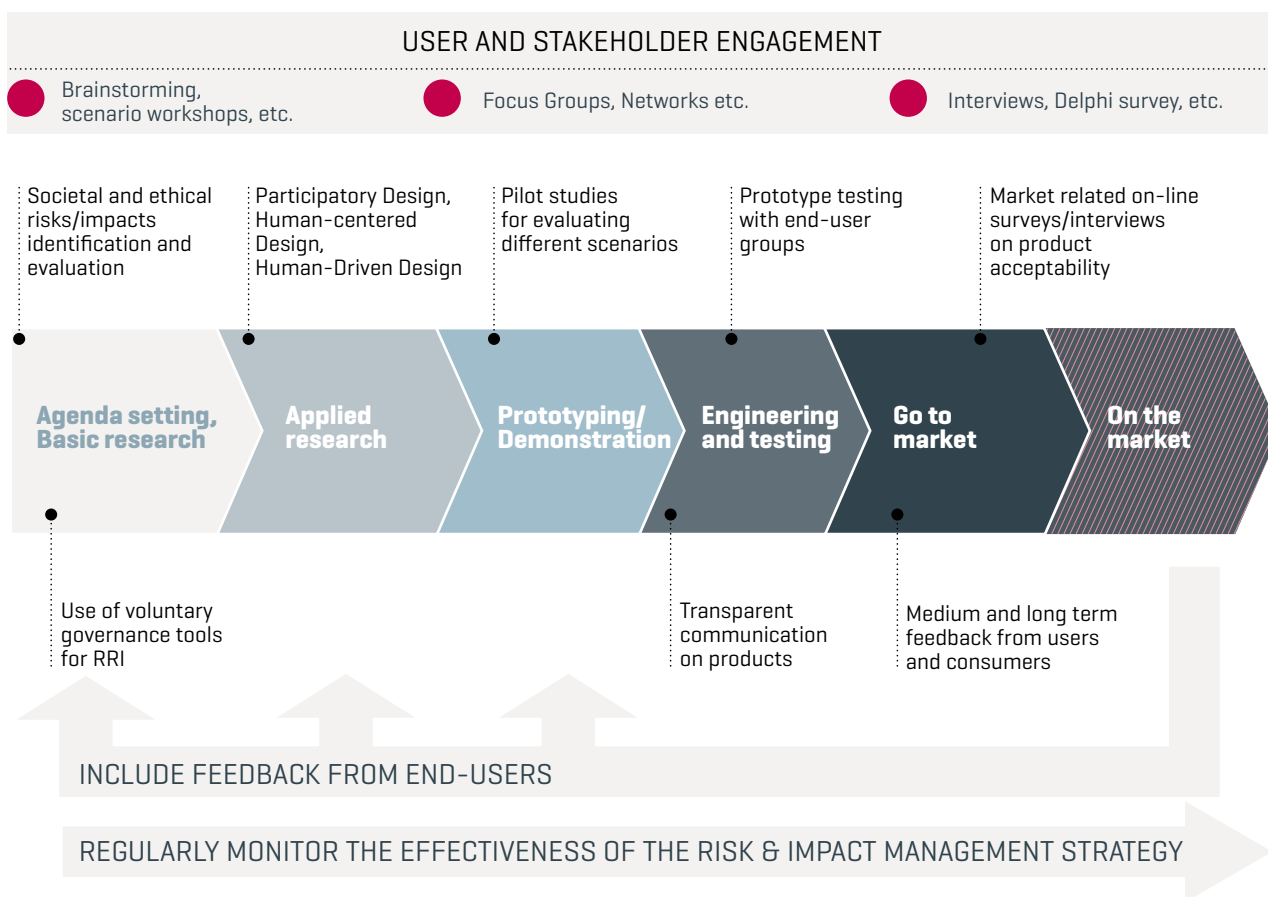 USER AND STAKEHOLDER ENGAGEMENT
Brainstorming,
scenario workshops, etc.
Focus Groups, Networks etc.
Interviews, Delphi survey, etc.
Societal and ethical
risks/impacts
identification and
evaluation
Participatory Design,
Human-centered
Design,
Human-Driven Design
Pilot studies
for evaluating
different scenarios
Prototype testing
with end-user
groups
Market related on-line
surveys/interviews
on product
acceptability
Agenda setting,
Basic research
Applied
research
Prototyping/
Demonstration
Engineering
and testing
Go to
market
On the
market
Use of voluntary
governance tools
for RRI
Transparent
communication
on products
Medium and long term
feedback from users
and consumers
INCLUDE FEEDBACK FROM END-USERS
REGULARLY MONITOR THE EFFECTIVENESS OF THE RISK & IMPACT MANAGEMENT STRATEGY